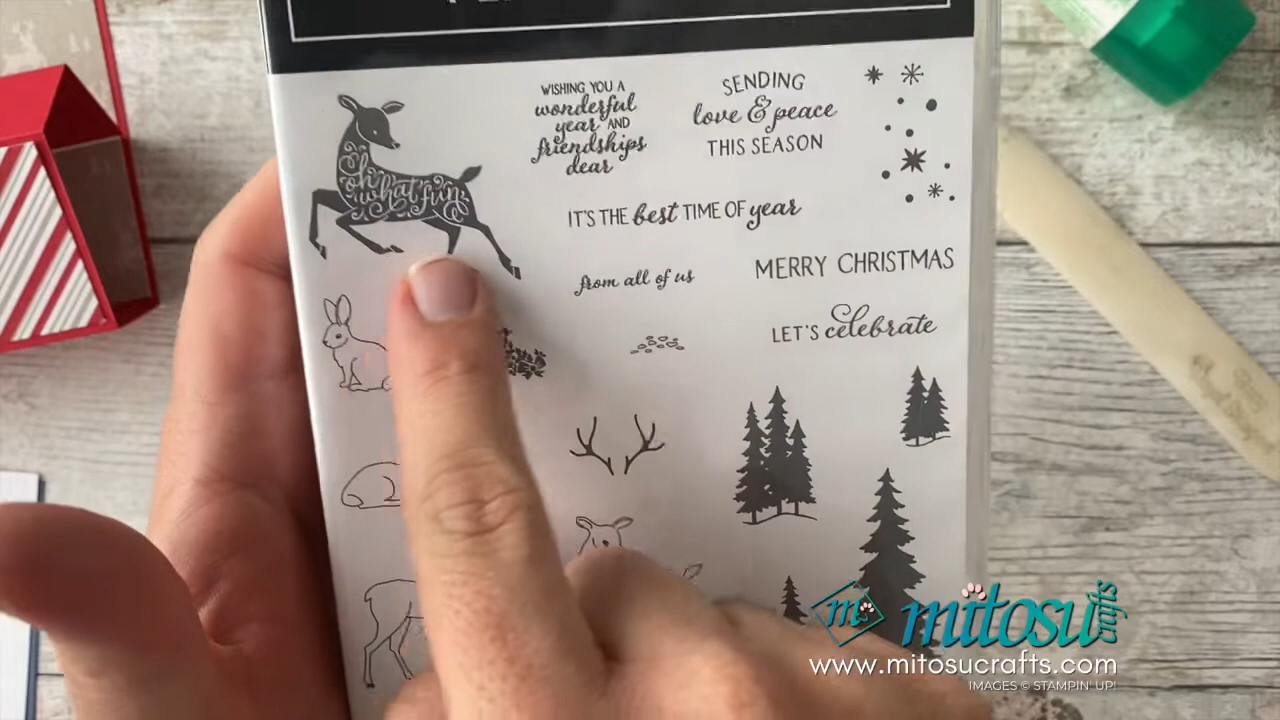 WISHING YOU A
wonderful
year AND
friendships
dear
SENDING
love & peace
THIS SEASON
oh
what fun
IT'S THE best TIME OF year
from all of us
MERRY CHRISTMAS
LET'S celebrate
m
mitosu crafts
www.mitosucrafts.com
IMAGES © STAMPIN' UP!